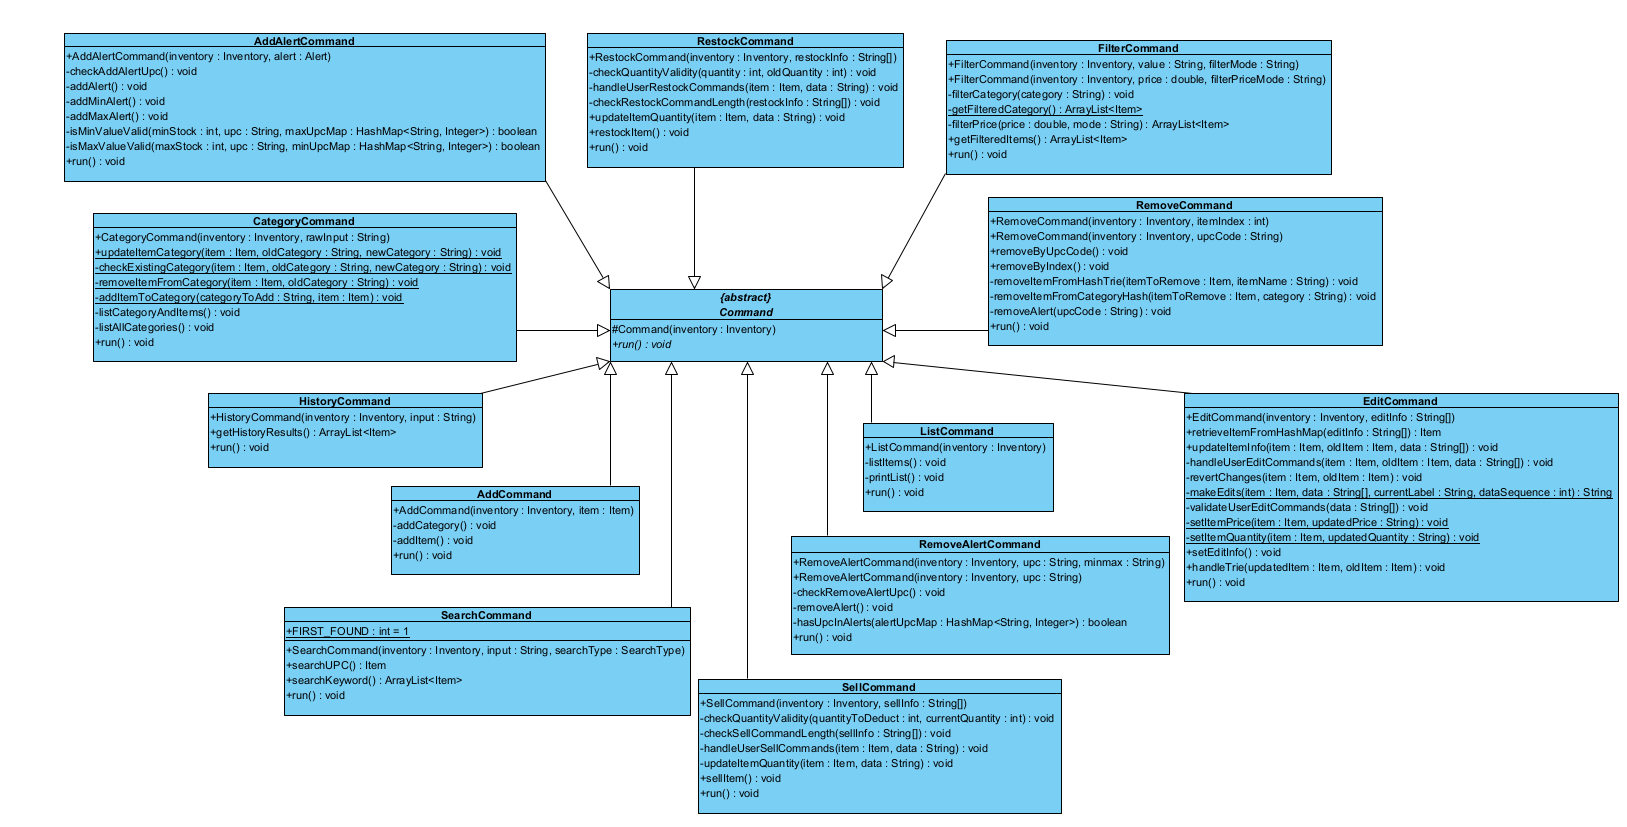 AddAlertCommand
+AddAlertCommand(inventory : Inventory, alert : Alert)
-checkAddAlertUpc() : void
-addAlert() : void
-addMinAlert() : void
-addMaxAlert() : void
-isMinValueValid(minStock : int, upc : String, maxUpcMap : HashMap<String, Integer>) : boolean
-isMaxValueValid(maxStock : int, upc : String, minUpcMap : HashMap<String, Integer>) : boolean
+run() : void
RestockCommand
+RestockCommand(inventory : Inventory, restockInfo : String[])
-checkQuantityValidity(quantity : int, oldQuantity : int) : void
-handleUserRestockCommands(item : Item, data : String) : void
-checkRestockCommandLength(restockInfo : String[]) : void
+updateItemQuantity(item : Item, data : String) : void
+restockItem() : void
+run() : void
FilterCommand
+FilterCommand(inventory : Inventory, value : String, filterMode : String)
+FilterCommand(inventory : Inventory, price : double, filterPriceMode : String)
-filterCategory(category : String) : void
-getFilteredCategory() : ArrayList<Item>
-filterPrice(price : double, mode : String) : ArrayList<Item>
+getFilteredItems() : ArrayList<Item>
+run() : void
CategoryCommand
+CategoryCommand(inventory : Inventory, rawInput : String)
+updateItemCategory(item : Item, oldCategory : String, newCategory : String) : void
-checkExistingCategory(item : Item, oldCategory : String, newCategory : String) : void
-removeItemFromCategory(item : Item, oldCategory : String) : void
-addItemToCategory(categoryToAdd : String, item : Item) : void
-listCategoryAndItems() : void
-listAllCategories() : void
+run() : void
RemoveCommand
+RemoveCommand(inventory : Inventory, itemIndex : int)
+RemoveCommand(inventory : Inventory, upcCode : String)
+removeByUpcCode() : void
+removeByIndex() : void
-removeItemFromHashTrie(itemToRemove : Item, itemName : String) : void
-removeItemFromCategoryHash(itemToRemove : Item, category : String) : void
-removeAlert(upcCode : String) : void
+run() : void
{abstract}
Command
#Command(inventory : Inventory)
+run() : void
HistoryCommand
+HistoryCommand(inventory : Inventory, input : String)
+getHistoryResults() : ArrayList<Item>
+run() : void
AddCommand
+AddCommand(inventory : Inventory, item : Item)
-addCategory() : void
-addItem() : void
+run() : void
ListCommand
+ListCommand(inventory : Inventory)
-listItems() : void
-printList() : void
+run() : void
EditCommand
+EditCommand(inventory : Inventory, editInfo : String[])
+retrieveItemFromHashMap(editInfo : String[]) : Item
+updateItemInfo(item : Item, oldItem : Item, data : String[]) : void
-handleUserEditCommands(item : Item, oldItem : Item, data : String[]) : void
-revertChanges(item : Item, oldItem : Item) : void
-makeEdits(item : Item, data : String[], currentLabel : String, dataSequence : int) : String
-validateUserEditCommands(data : String[]) : void
-setItemPrice(item : Item, updatedPrice : String) : void
-setItemQuantity(item : Item, updatedQuantity : String) : void
+setEditInfo() : void
+handleTrie(updatedItem : Item, oldItem : Item) : void
+run() : void
RemoveAlertCommand
+RemoveAlertCommand(inventory : Inventory, upc : String, minmax : String)
+RemoveAlertCommand(inventory : Inventory, upc : String)
-checkRemoveAlertUpc() : void
-removeAlert() : void
-hasUpcInAlerts(alertUpcMap : HashMap<String, Integer>) : boolean
+run() : void
SearchCommand
+FIRST_FOUND : int = 1
+SearchCommand(inventory : Inventory, input : String, searchType : SearchType)
+searchUPC() : Item
+searchKeyword() : ArrayList<Item>
+run() : void
SellCommand
+SellCommand(inventory : Inventory, sellInfo : String[])
-checkQuantityValidity(quantityToDeduct : int, currentQuantity : int) : void
-checkSellCommandLength(sellInfo : String[]) : void
-handleUserSellCommands(item : Item, data : String) : void
-updateItemQuantity(item : Item, data : String) : void
+sellItem() : void
+run() : void